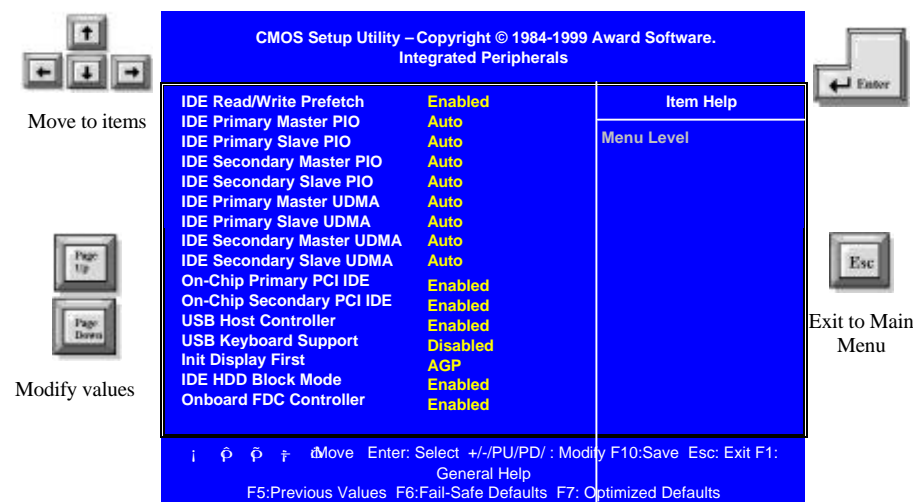 CMOS Setup Utility – Copyright © 1984-1999 Award Software.
Integrated Peripherals
IDE Read/Write Prefetch Enabled
IDE Primary Master PIO Auto
IDE Primary Slave PIO Auto
IDE Secondary Master PIO Auto
IDE Secondary Slave PIO Auto
IDE Primary Master UDMA Auto
IDE Primary Slave UDMA Auto
IDE Secondary Master UDMA Auto
IDE Secondary Slave UDMA Auto
On-Chip Primary PCI IDE Enabled
On-Chip Secondary PCI IDE Enabled
USB Host Controller Enabled
USB Keyboard Support Disabled
Init Display First AGP
IDE HDD Block Mode Enabled
Onboard FDC Controller Enabled
Item Help
Menu Level
Move Enter: Select +/-/PU/PD/ : Modify F10:Save Esc: Exit F1:
General Help
F5:Previous Values F6:Fail-Safe Defaults F7: Optimized Defaults
Move to items
Page
Up
Page
Down
Modify values
Enter
Esc
Exit to Main
Menu